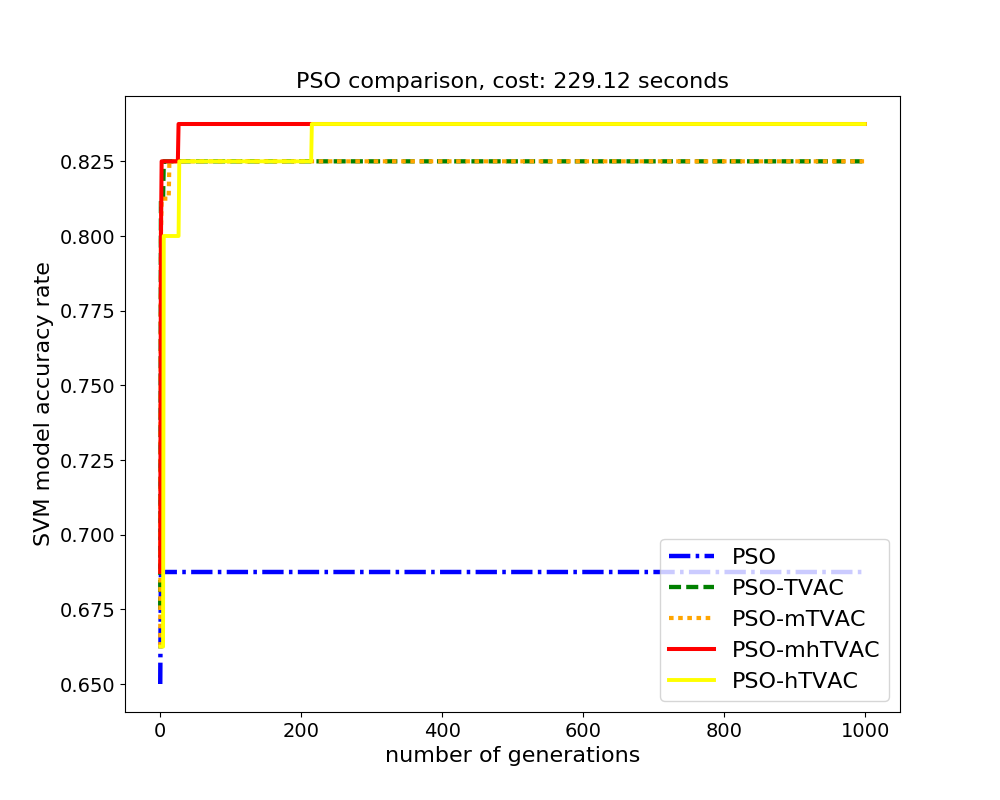 PSO comparison, cost: 229.12 seconds
SVM model accuracy rate
0.825
0.800
0.775
0.750
0.725
0.700
0.675
0.650
0 200 400 600 800 1000
number of generations
PSO
PSO-TVAC
PSO-mTVAC
PSO-mhTVAC
PSO-hTVAC